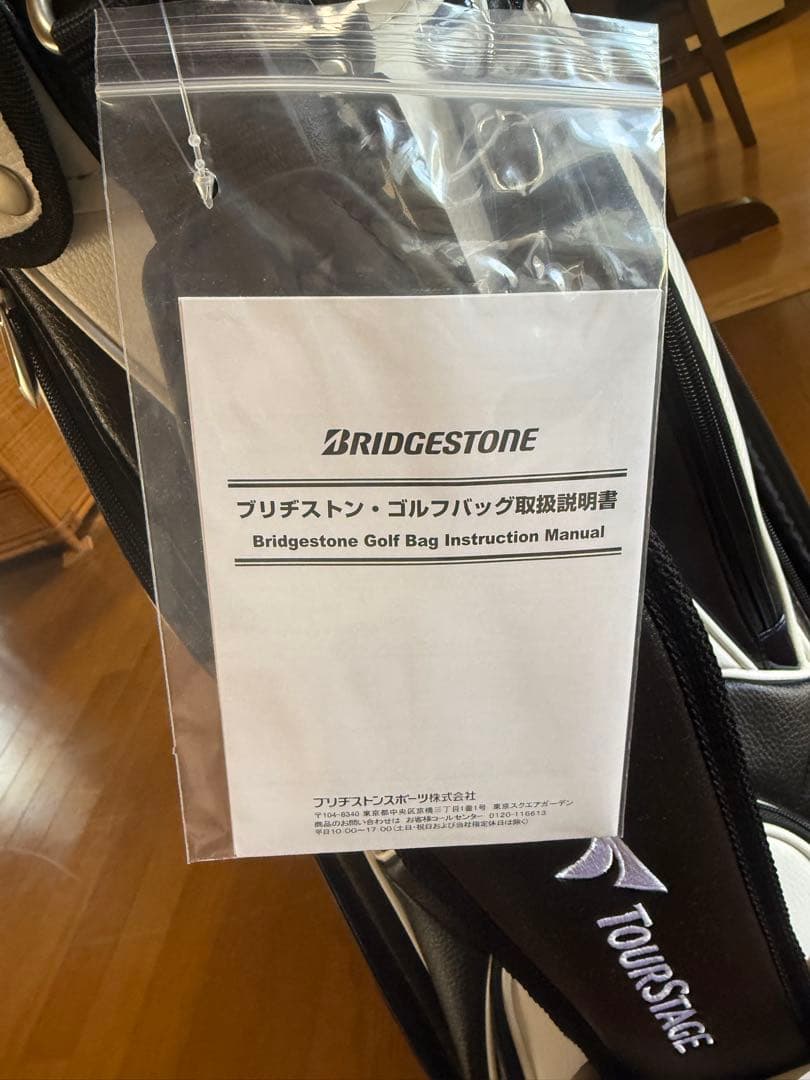 BRIDGESTONE
ブリヂストン・ゴルフバッグ取扱説明書
Bridgestone Golf Bag Instruction Manual
ブリヂストンスポーツ株式会社
〒104-8340 東京都中央区京橋三丁目1番1号 東京スクエアガーデン
商品のお問い合わせは お客様コールセンター 0120-116613
平日10:00〜17:00(土日・祝日および当社指定休日は除く)
TOURSTAGE